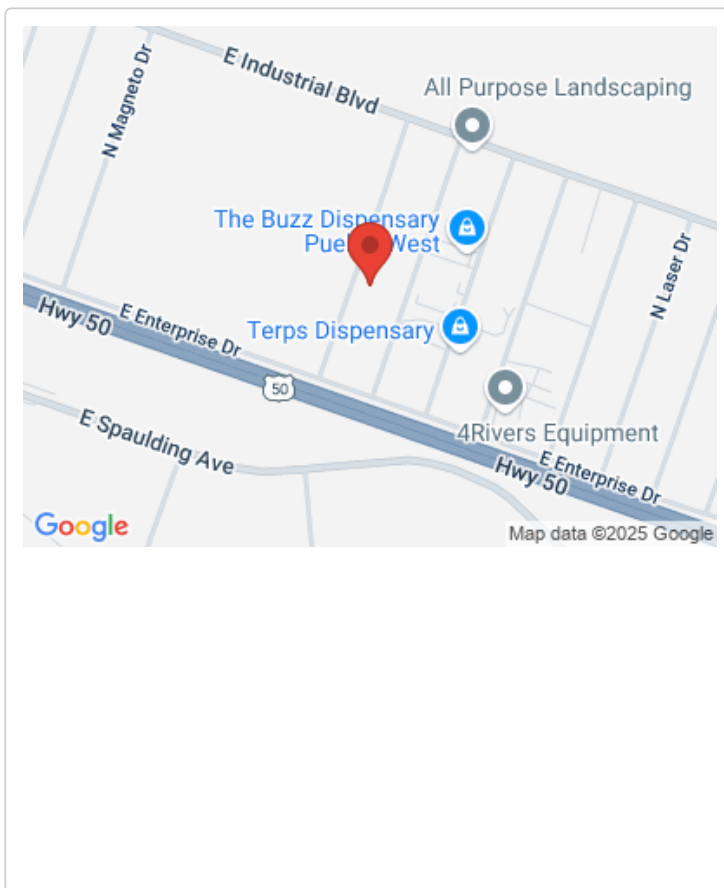 E Industrial Blvd
N Magneto Dr
All Purpose Landscaping
The Buzz Dispensary
Pueblo West
N Laser Dr
Hwy 50
E Enterprise Dr
Terps Dispensary
50
4Rivers Equipment
E Spaulding Ave
Hwy 50
E Enterprise Dr
Google
Map data ©2025 Google